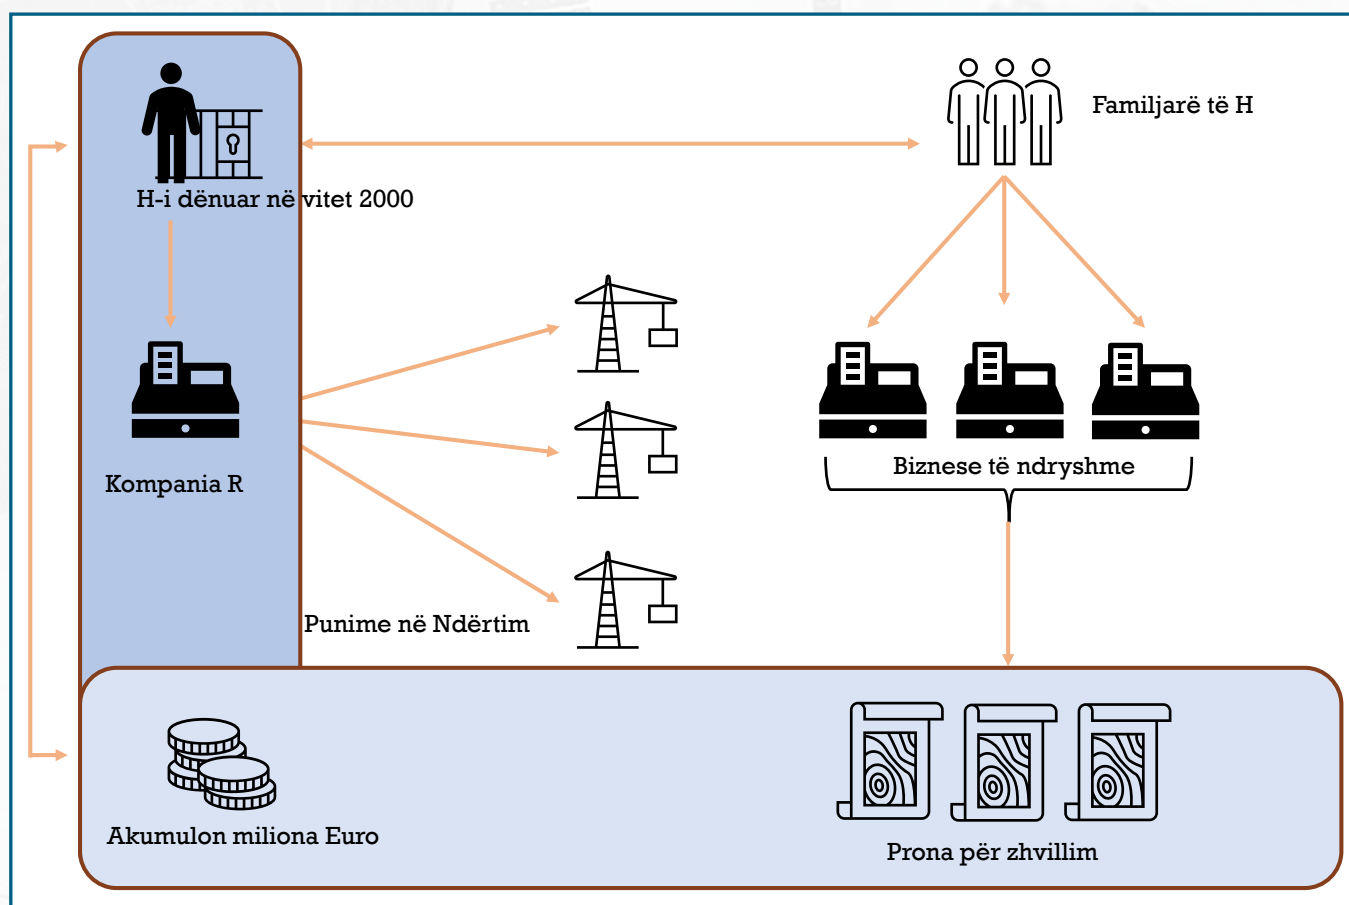 Familjarë të H
H-i dënuar në vitet 2000
Biznese të ndryshme
Kompania R
Punime në Ndërtim
Akumulon miliona Euro
Prona për zhvillim